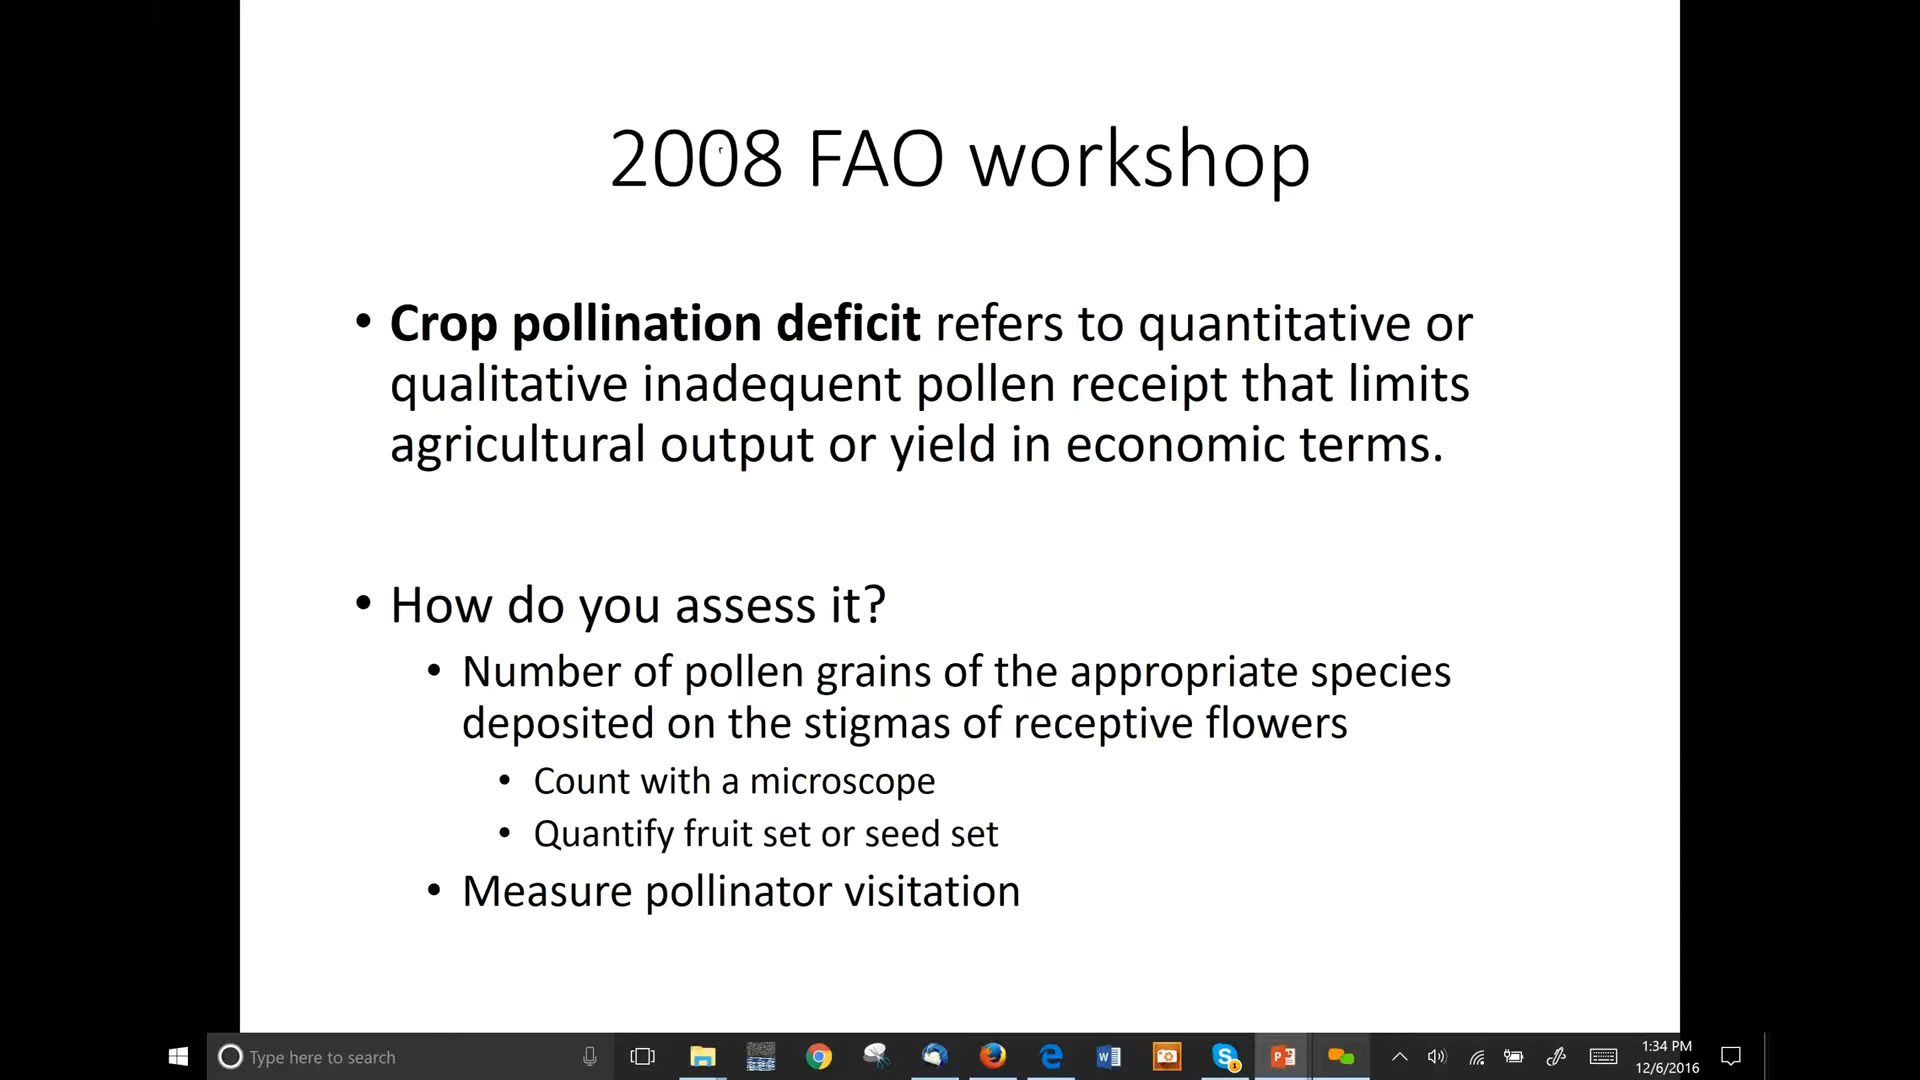 2008 FAO workshop
• Crop pollination deficit refers to quantitative or
qualitative inadequent pollen receipt that limits
agricultural output or yield in economic terms.
• How do you assess it?
• Number of pollen grains of the appropriate species
deposited on the stigmas of receptive flowers
• Count with a microscope
• Quantify fruit set or seed set
• Measure pollinator visitation
Type here to search
1:34 PM
12/6/2016